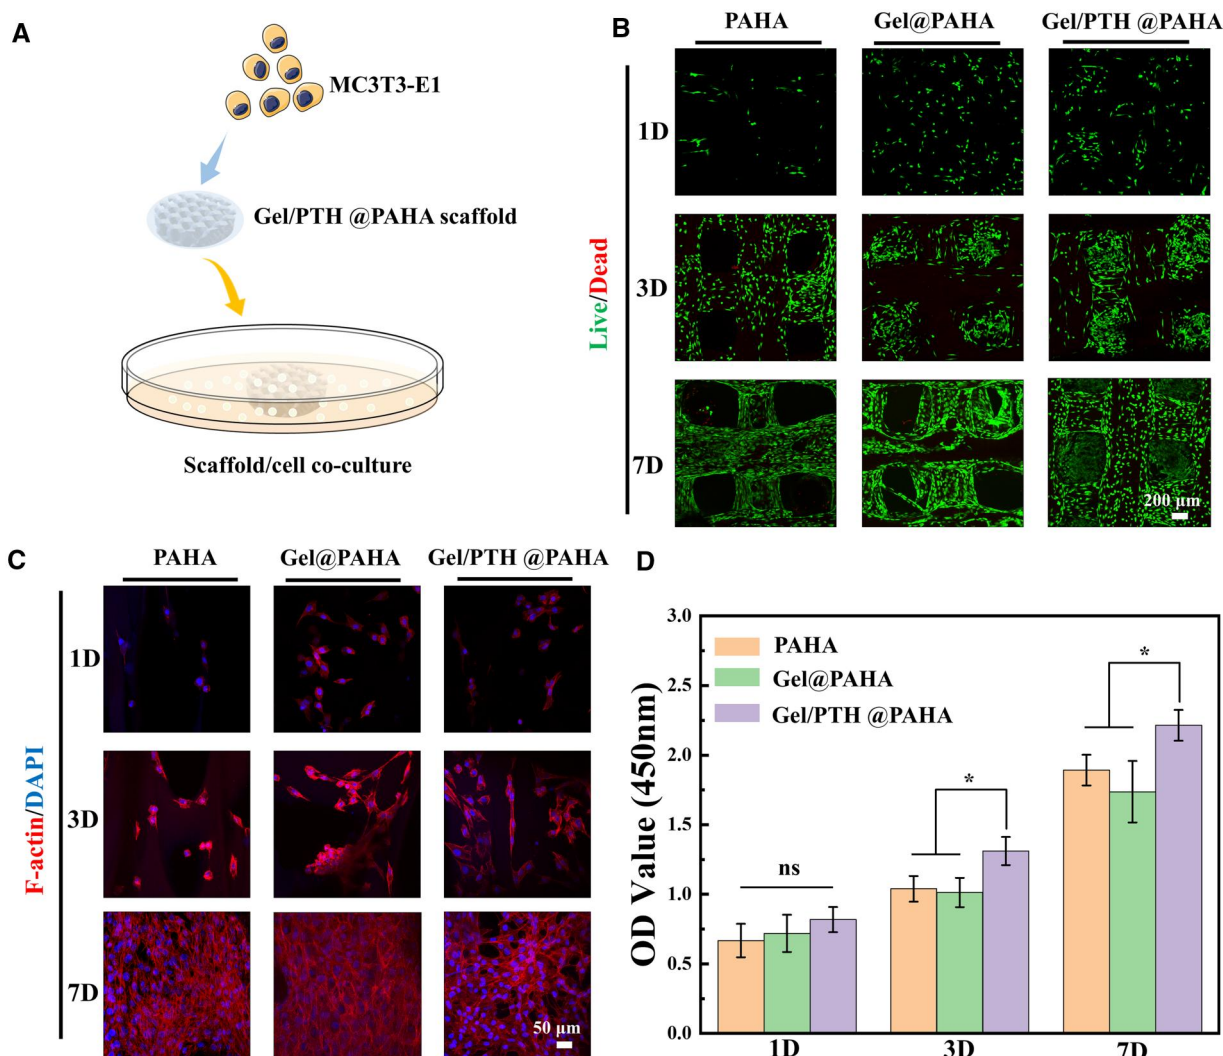 A
MC3T3-E1
Gel/PTH @PAHA scaffold
Scaffold/cell co-culture
B
PAHA
Gel@PAHA
Gel/PTH @PAHA
Live/Dead
1D
3D
7D
200 μm
C
PAHA
Gel@PAHA
Gel/PTH @PAHA
F-actin/DAPI
1D
3D
7D
50 μm
D
OD Value (450nm)
3.0
2.5
2.0
1.5
1.0
0.5
0.0
PAHA
Gel@PAHA
Gel/PTH @PAHA
ns
*
*
1D
3D
7D